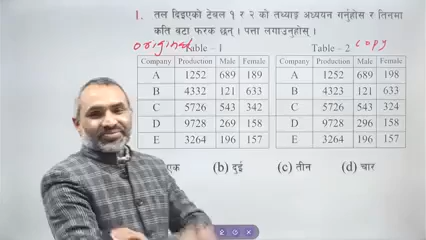 1. तल दिइएको टेबल १ र २ को तथ्याङ्क अध्ययन गर्नुहोस् र तिनमा
कति वटा फरक छन् । पत्ता लगाउनुहोस् ।
original Table – 1
Company Production Male Female
A 1252 689 189
B 4332 121 633
C 5726 543 342
D 9728 269 158
E 3264 196 157
Table – 2 copy
Company Production Male Female
A 1252 689 198
B 4323 121 633
C 5726 543 324
D 9728 296 158
E 3264 196 157
एक (b) दुई (c) तीन (d) चार